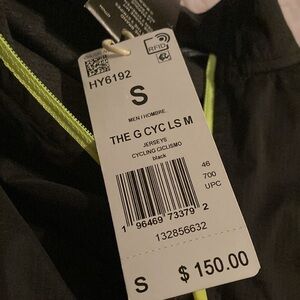 RFID
HY6192
S
MEN | HOMBRE
THE G CYC LS M
JERSEYS
CYCLING CICLISMO
black
46
700
UPC
1 96469 73379 2
132856632
S $ 150.00